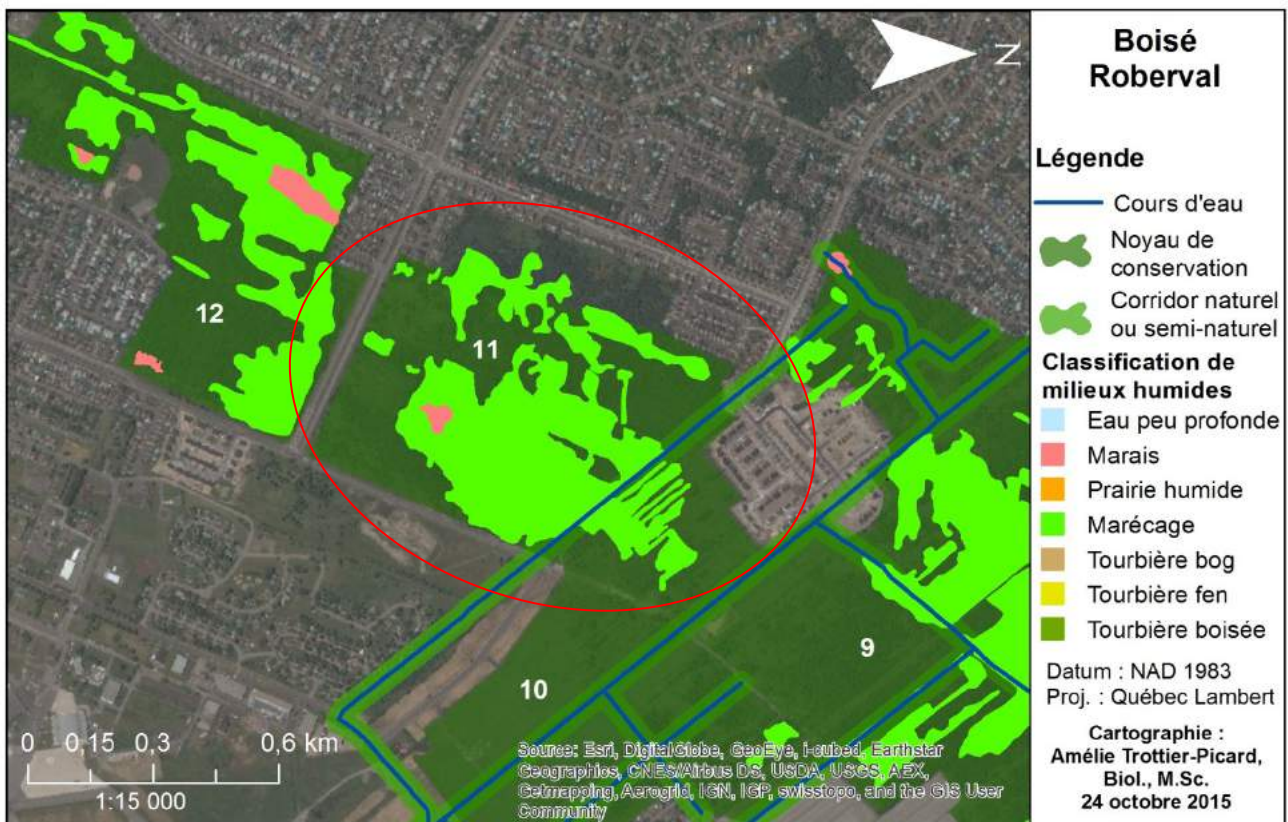 Boisé
Roberval
Légende
Cours d'eau
Noyau de
conservation
Corridor naturel
ou semi-naturel
Classification de
milieux humides
Eau peu profonde
Marais
Prairie humide
Marécage
Tourbière bog
Tourbière fen
Tourbière boisée
Datum : NAD 1983
Proj. : Québec Lambert
Cartographie :
Amélie Trottier-Picard,
Biol., M.Sc.
24 octobre 2015
N
12
11
9
10
0 0,15 0,3 0,6 km
1:15 000
Source: Esri, DigitalGlobe, GeoEye, i-cubed, Earthstar
Geographics, CNES/Airbus DS, USDA, USGS, AEX,
Getmapping, Aerogrid, IGN, IGP, swisstopo, and the GIS User
Community